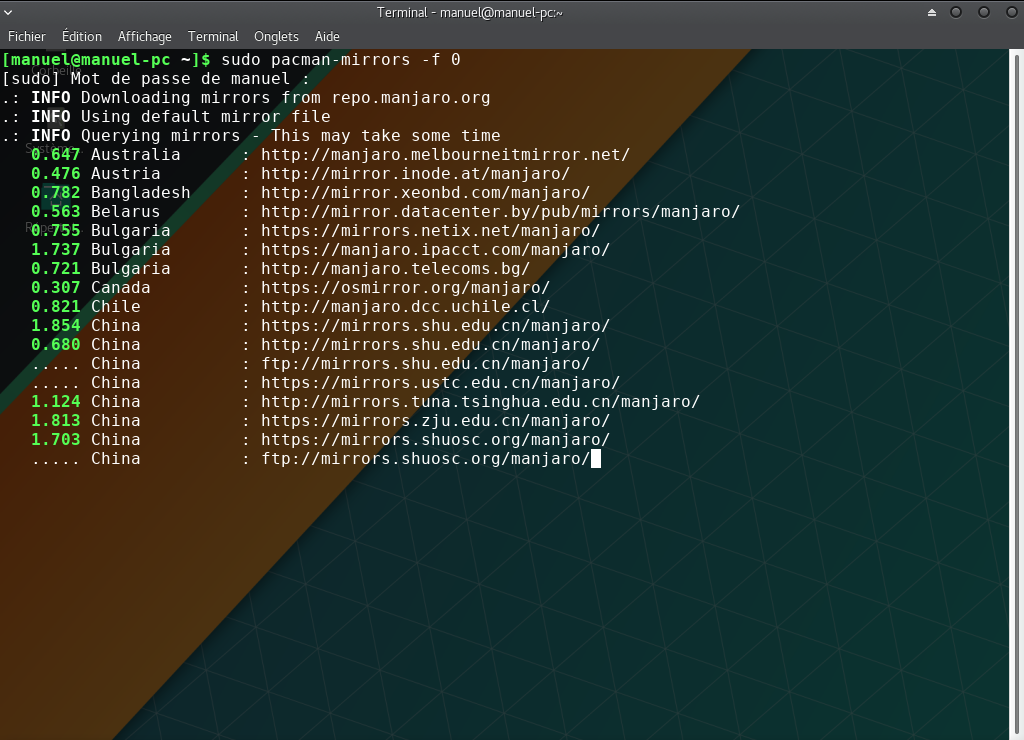 Terminal - manuel@manuel-pc:~
Fichier Édition Affichage Terminal Onglets Aide
[manuel@manuel-pc ~]$ sudo pacman-mirrors -f 0
Corbeille
[sudo] Mot de passe de manuel :
.: INFO Downloading mirrors from repo.manjaro.org
.: INFO Using default mirror file
.: INFO Querying mirrors - This may take some time
Système
0.647 Australia : http://manjaro.melbourneitmirror.net/
0.476 Austria : http://mirror.inode.at/manjaro/
0.782 Bangladesh : http://mirror.xeonbd.com/manjaro/
0.563 Belarus : http://mirror.datacenter.by/pub/mirrors/manjaro/
0.755 Bulgaria : https://mirrors.netix.net/manjaro/
1.737 Bulgaria : https://manjaro.ipacct.com/manjaro/
0.721 Bulgaria : http://manjaro.telecoms.bg/
0.307 Canada : https://osmirror.org/manjaro/
0.821 Chile : http://manjaro.dcc.uchile.cl/
1.854 China : https://mirrors.shu.edu.cn/manjaro/
0.680 China : http://mirrors.shu.edu.cn/manjaro/
..... China : ftp://mirrors.shu.edu.cn/manjaro/
..... China : https://mirrors.ustc.edu.cn/manjaro/
1.124 China : http://mirrors.tuna.tsinghua.edu.cn/manjaro/
1.813 China : https://mirrors.zju.edu.cn/manjaro/
1.703 China : https://mirrors.shuosc.org/manjaro/
..... China : ftp://mirrors.shuosc.org/manjaro/